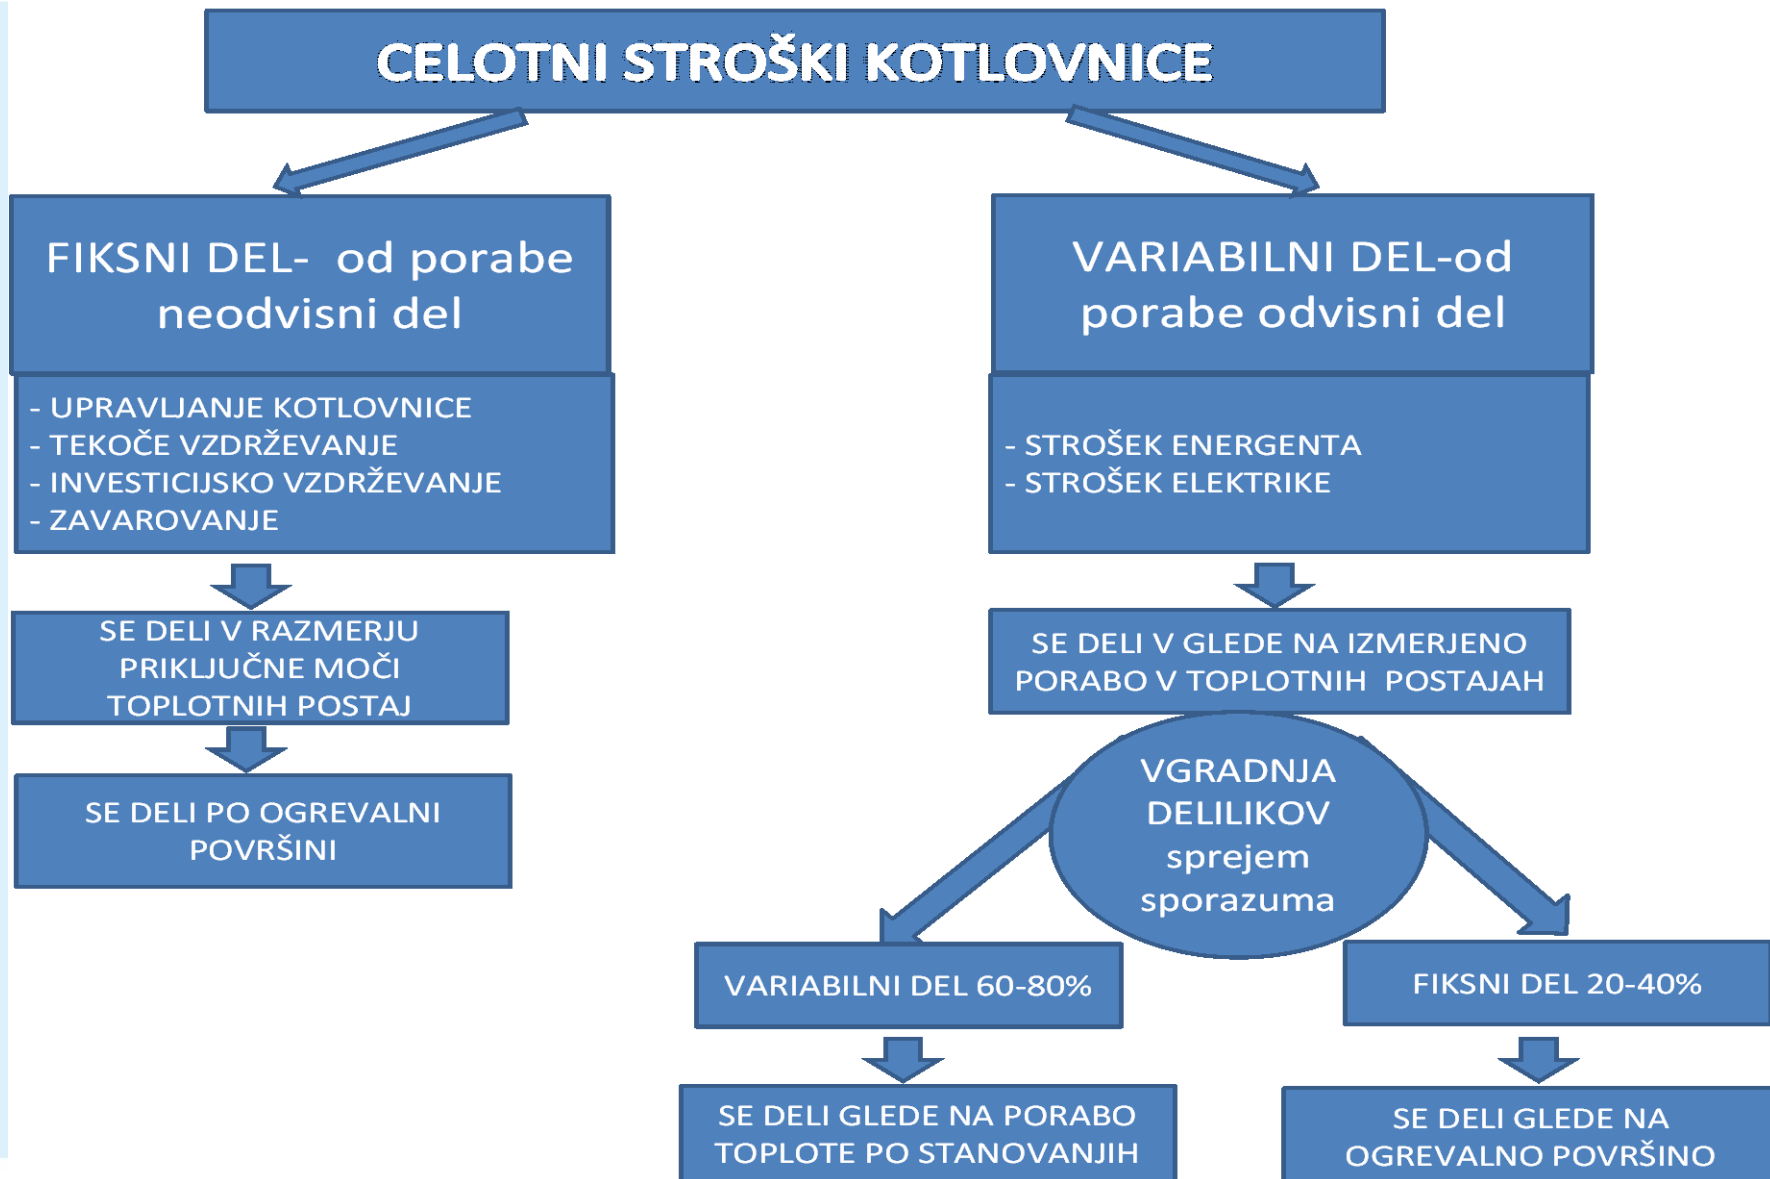 CELOTNI STROŠKI KOTLOVNICE
FIKSNI DEL- od porabe
neodvisni del
- UPRAVLJANJE KOTLOVNICE
- TEKOČE VZDRŽEVANJE
- INVESTICIJSKO VZDRŽEVANJE
- ZAVAROVANJE
SE DELI V RAZMERJU
PRIKLJUČNE MOČI
TOPLOTNIH POSTAJ
SE DELI PO OGREVALNI
POVRŠINI
VARIABILNI DEL-od
porabe odvisni del
- STROŠEK ENERGENTA
- STROŠEK ELEKTRIKE
SE DELI V GLEDE NA IZMERJENO
PORABO V TOPLOTNIH POSTAJAH
VGRADNJA
DELILIKOV
sprejem
sporazuma
VARIABILNI DEL 60-80%
SE DELI GLEDE NA PORABO
TOPLOTE PO STANOVANJIH
FIKSNI DEL 20-40%
SE DELI GLEDE NA
OGREVALNO POVRŠINO